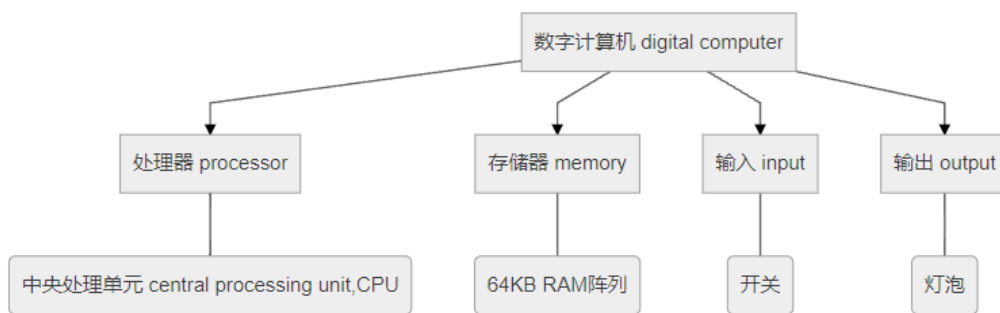 数字计算机 digital computer
处理器 processor
存储器 memory
输入 input
输出 output
中央处理单元 central processing unit,CPU
64KB RAM阵列
开关
灯泡